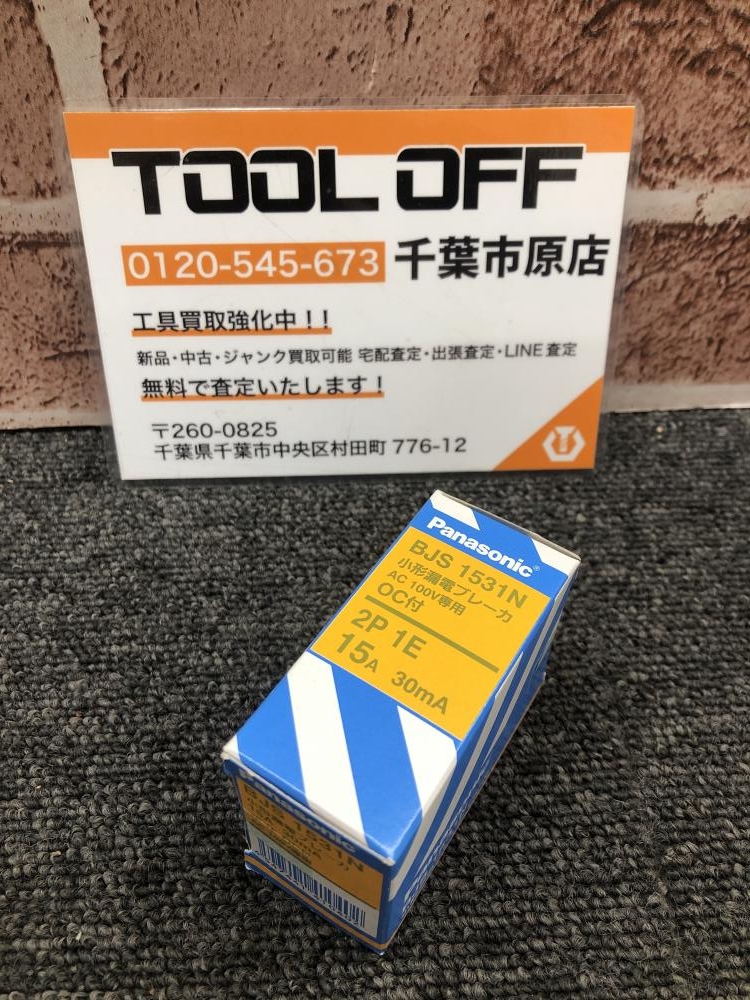 TOOL OFF
0120-545-673 千葉市原店
工具買取強化中!!
新品・中古・ジャンク買取可能 宅配査定・出張査定・LINE査定
無料で査定いたします!
〒260-0825
千葉県千葉市中央区村田町 776-12
Panasonic®
BJS 1531N
小形漏電ブレーカ
AC 100V専用
OC付
2P 1E
15A 30mA
Panasonic
BJS 1531N